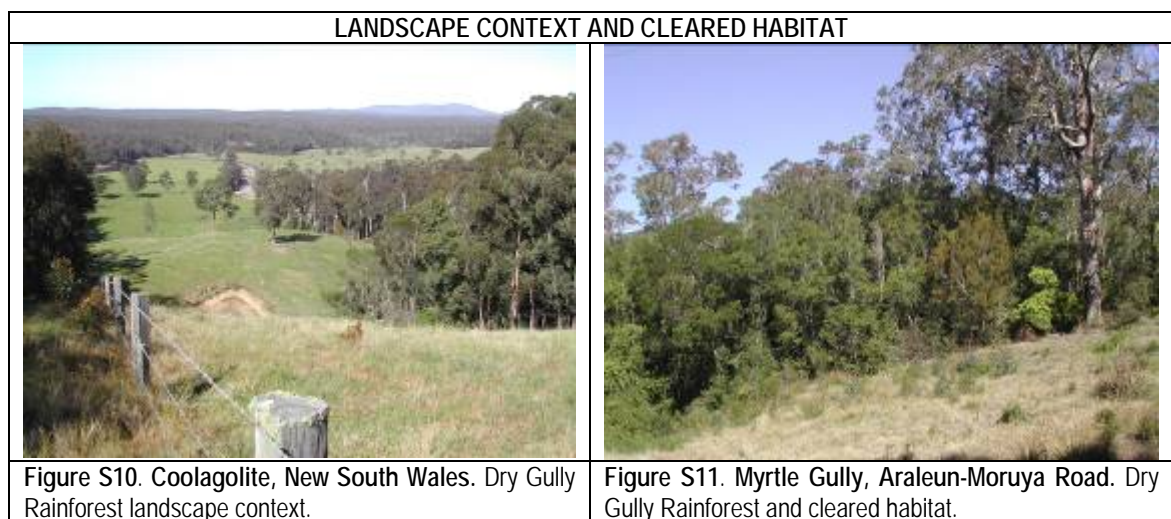 LANDSCAPE CONTEXT AND CLEARED HABITAT
Figure S10. Coolagolite, New South Wales. Dry Gully
Rainforest landscape context.
Figure S11. Myrtle Gully, Araleun-Moruya Road. Dry
Gully Rainforest and cleared habitat.